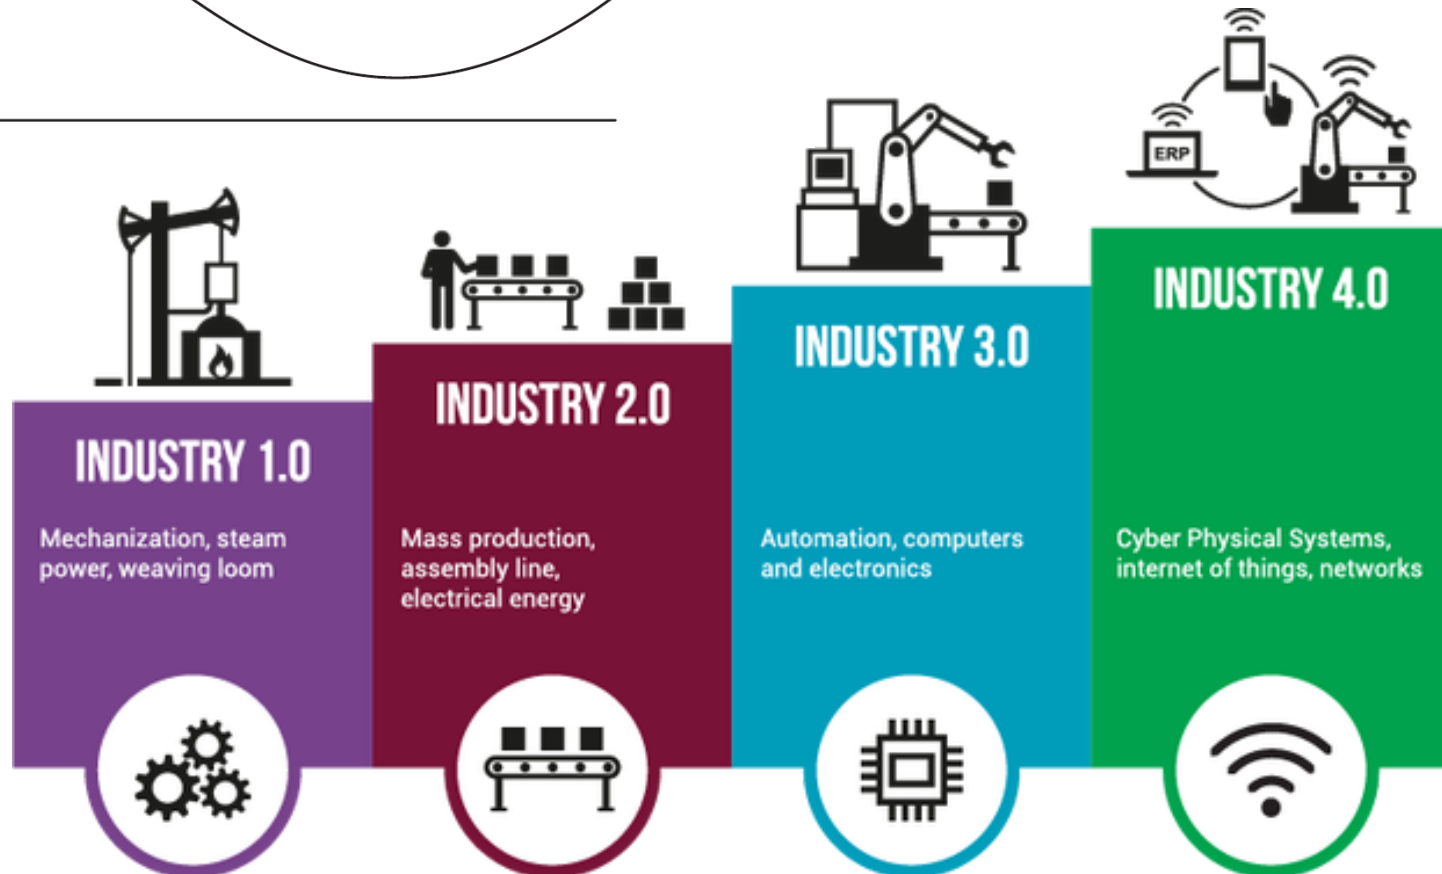 ERP
INDUSTRY 1.0
Mechanization, steam
power, weaving loom
INDUSTRY 2.0
Mass production,
assembly line,
electrical energy
INDUSTRY 3.0
Automation, computers
and electronics
INDUSTRY 4.0
Cyber Physical Systems,
internet of things, networks